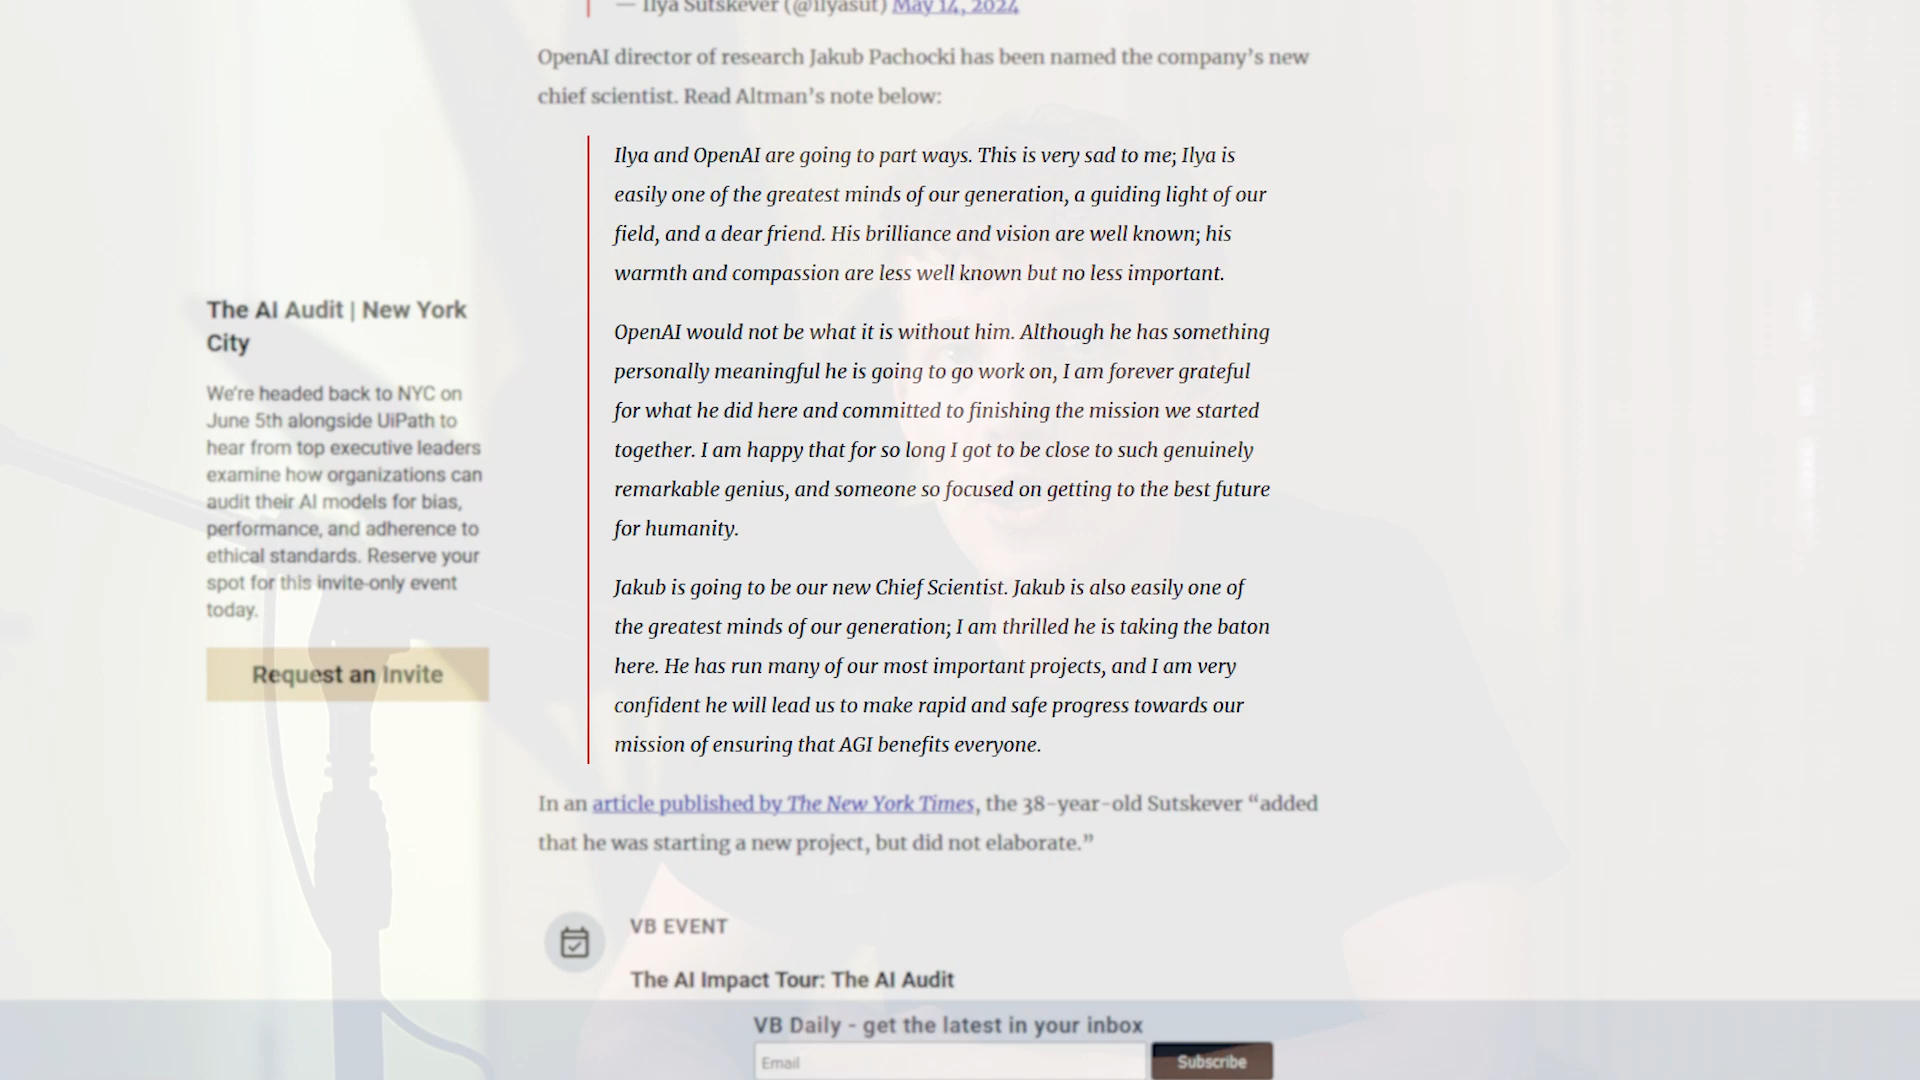 — Ilya Sutskever (@ilyasut) May 14, 2024
OpenAI director of research Jakub Pachocki has been named the company’s new
chief scientist. Read Altman’s note below:
Ilya and OpenAI are going to part ways. This is very sad to me; Ilya is
easily one of the greatest minds of our generation, a guiding light of our
field, and a dear friend. His brilliance and vision are well known; his
warmth and compassion are less well known but no less important.
OpenAI would not be what it is without him. Although he has something
personally meaningful he is going to go work on, I am forever grateful
for what he did here and committed to finishing the mission we started
together. I am happy that for so long I got to be close to such genuinely
remarkable genius, and someone so focused on getting to the best future
for humanity.
Jakub is going to be our new Chief Scientist. Jakub is also easily one of
the greatest minds of our generation; I am thrilled he is taking the baton
here. He has run many of our most important projects, and I am very
confident he will lead us to make rapid and safe progress towards our
mission of ensuring that AGI benefits everyone.
In an article published by The New York Times, the 38-year-old Sutskever “added
that he was starting a new project, but did not elaborate.”
The AI Audit | New York
City
We’re headed back to NYC on
June 5th alongside UiPath to
hear from top executive leaders
examine how organizations can
audit their AI models for bias,
performance, and adherence to
ethical standards. Reserve your
spot for this invite-only event
today.
Request an Invite
VB EVENT
The AI Impact Tour: The AI Audit
VB Daily - get the latest in your inbox
Email
Subscribe